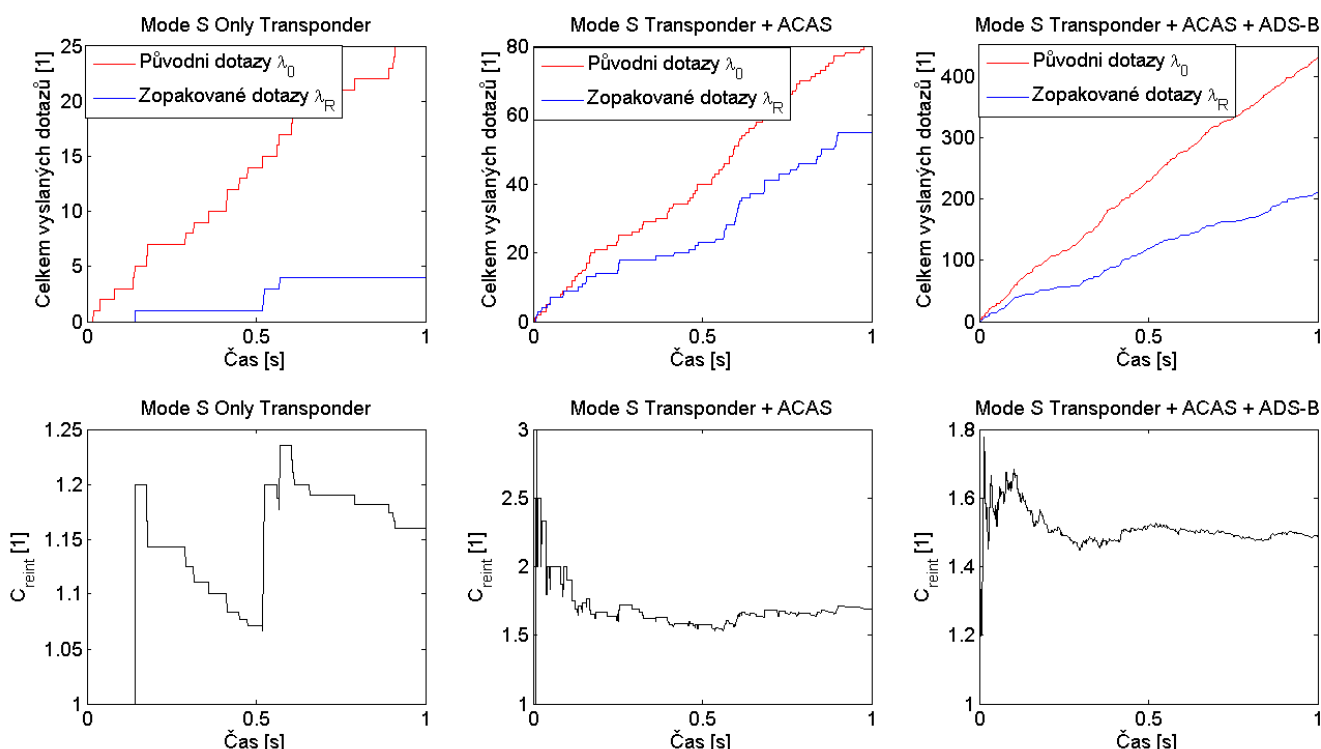 Mode S Only Transponder
Mode S Transponder + ACAS
Mode S Transponder + ACAS + ADS-B
Celkem vyslaných dotazů [1]
25
20
15
10
5
0
Původni dotazy λ0
Zopakované dotazy λR
0
0.5
1
Čas [s]
Celkem vyslaných dotazů [1]
80
60
40
20
0
Původni dotazy λ0
Zopakované dotazy λR
0
0.5
1
Čas [s]
Celkem vyslaných dotazů [1]
400
300
200
100
0
Původni dotazy λ0
Zopakované dotazy λR
0
0.5
1
Čas [s]
Mode S Only Transponder
Mode S Transponder + ACAS
Mode S Transponder + ACAS + ADS-B
Creint [1]
1.25
1.2
1.15
1.1
1.05
1
0
0.5
1
Čas [s]
Creint [1]
3
2.5
2
1.5
1
0
0.5
1
Čas [s]
Creint [1]
1.8
1.6
1.4
1.2
1
0
0.5
1
Čas [s]